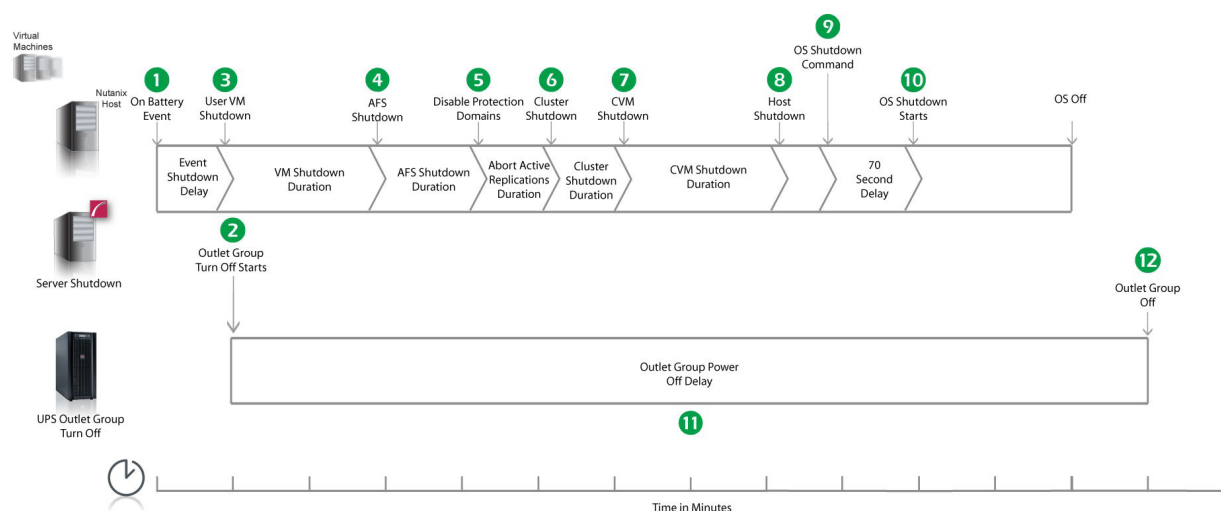 Virtual
Machines
Nutanix
Host
1
On Battery
Event
3
User VM
Shutdown
4
AFS
Shutdown
5
Disable Protection
Domains
6
Cluster
Shutdown
7
CVM
Shutdown
8
Host
Shutdown
9
OS Shutdown
Command
10
OS Shutdown
Starts
OS Off
Event
Shutdown
Delay
VM Shutdown
Duration
AFS Shutdown
Duration
Abort Active
Replications
Duration
Cluster
Shutdown
Duration
CVM Shutdown
Duration
70
Second
Delay
Server Shutdown
2
Outlet Group
Turn Off Starts
12
Outlet Group
Off
Outlet Group Power
Off Delay
11
UPS Outlet Group
Turn Off
Time in Minutes